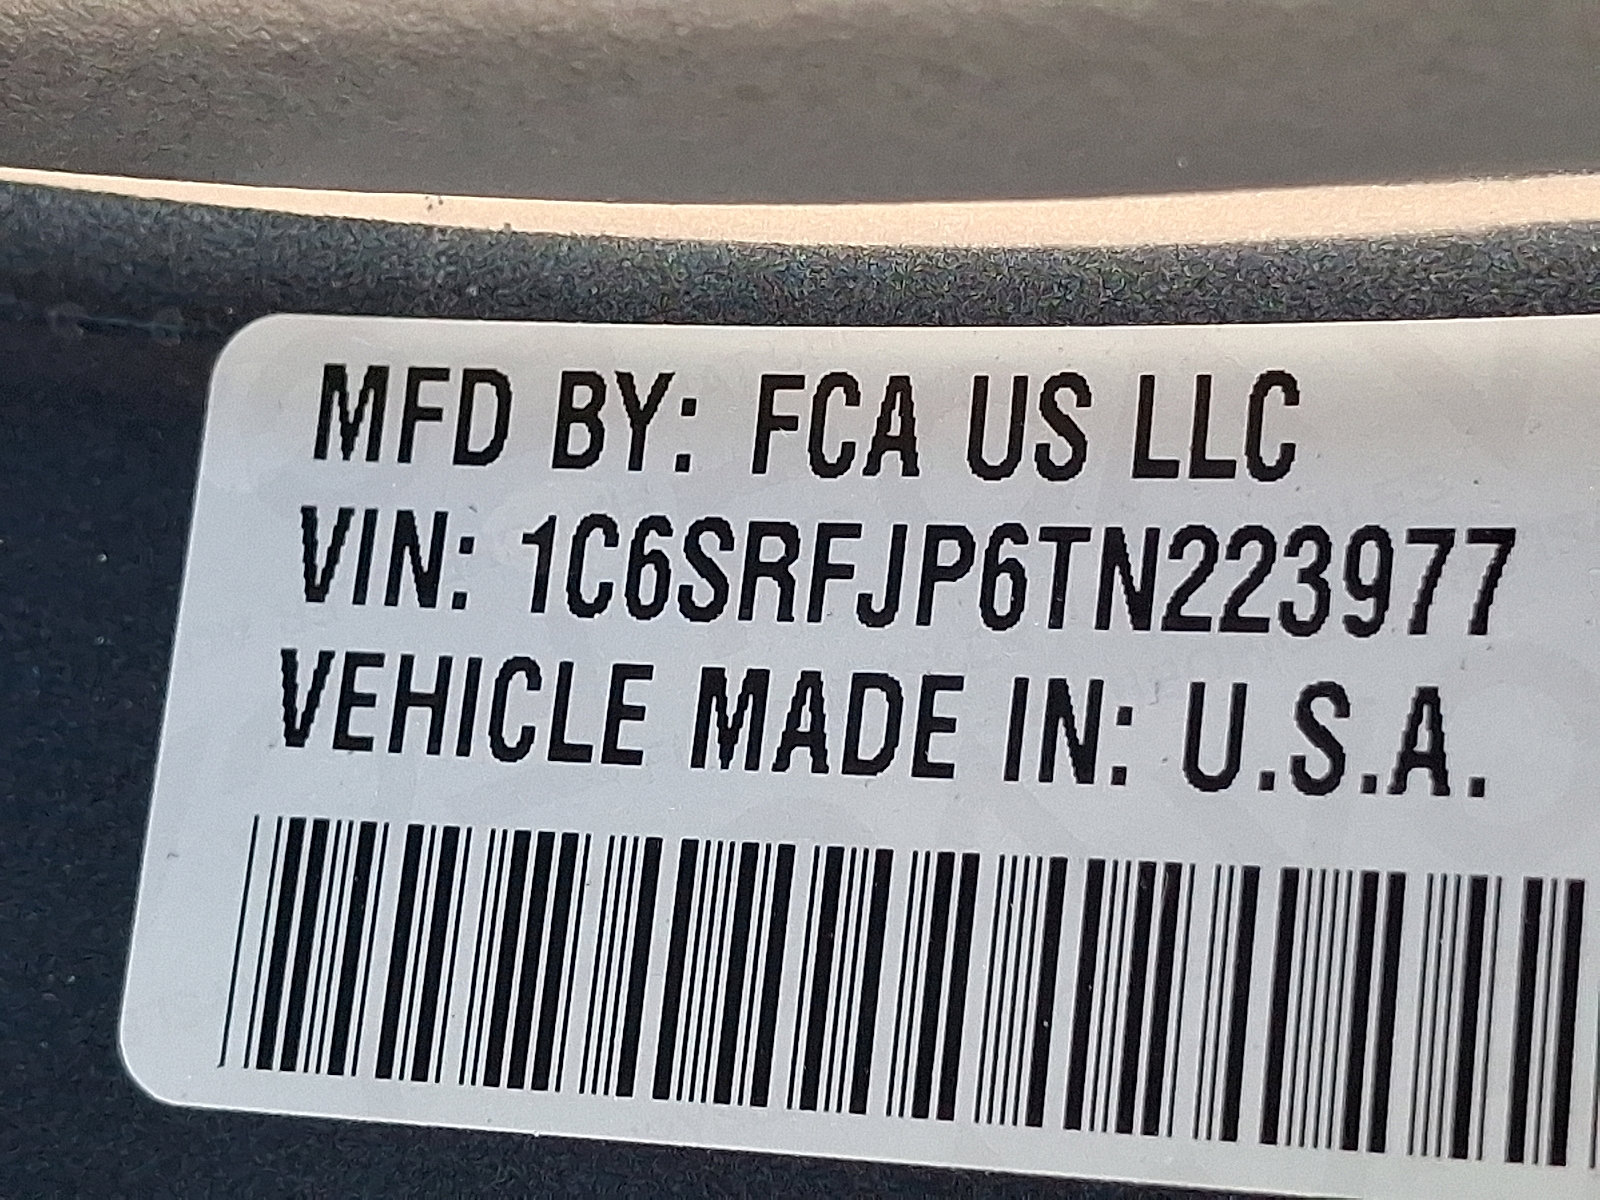 MFD BY: FCA US LLC
VIN: 1C6SRFJP6TN223977
VEHICLE MADE IN: U.S.A.